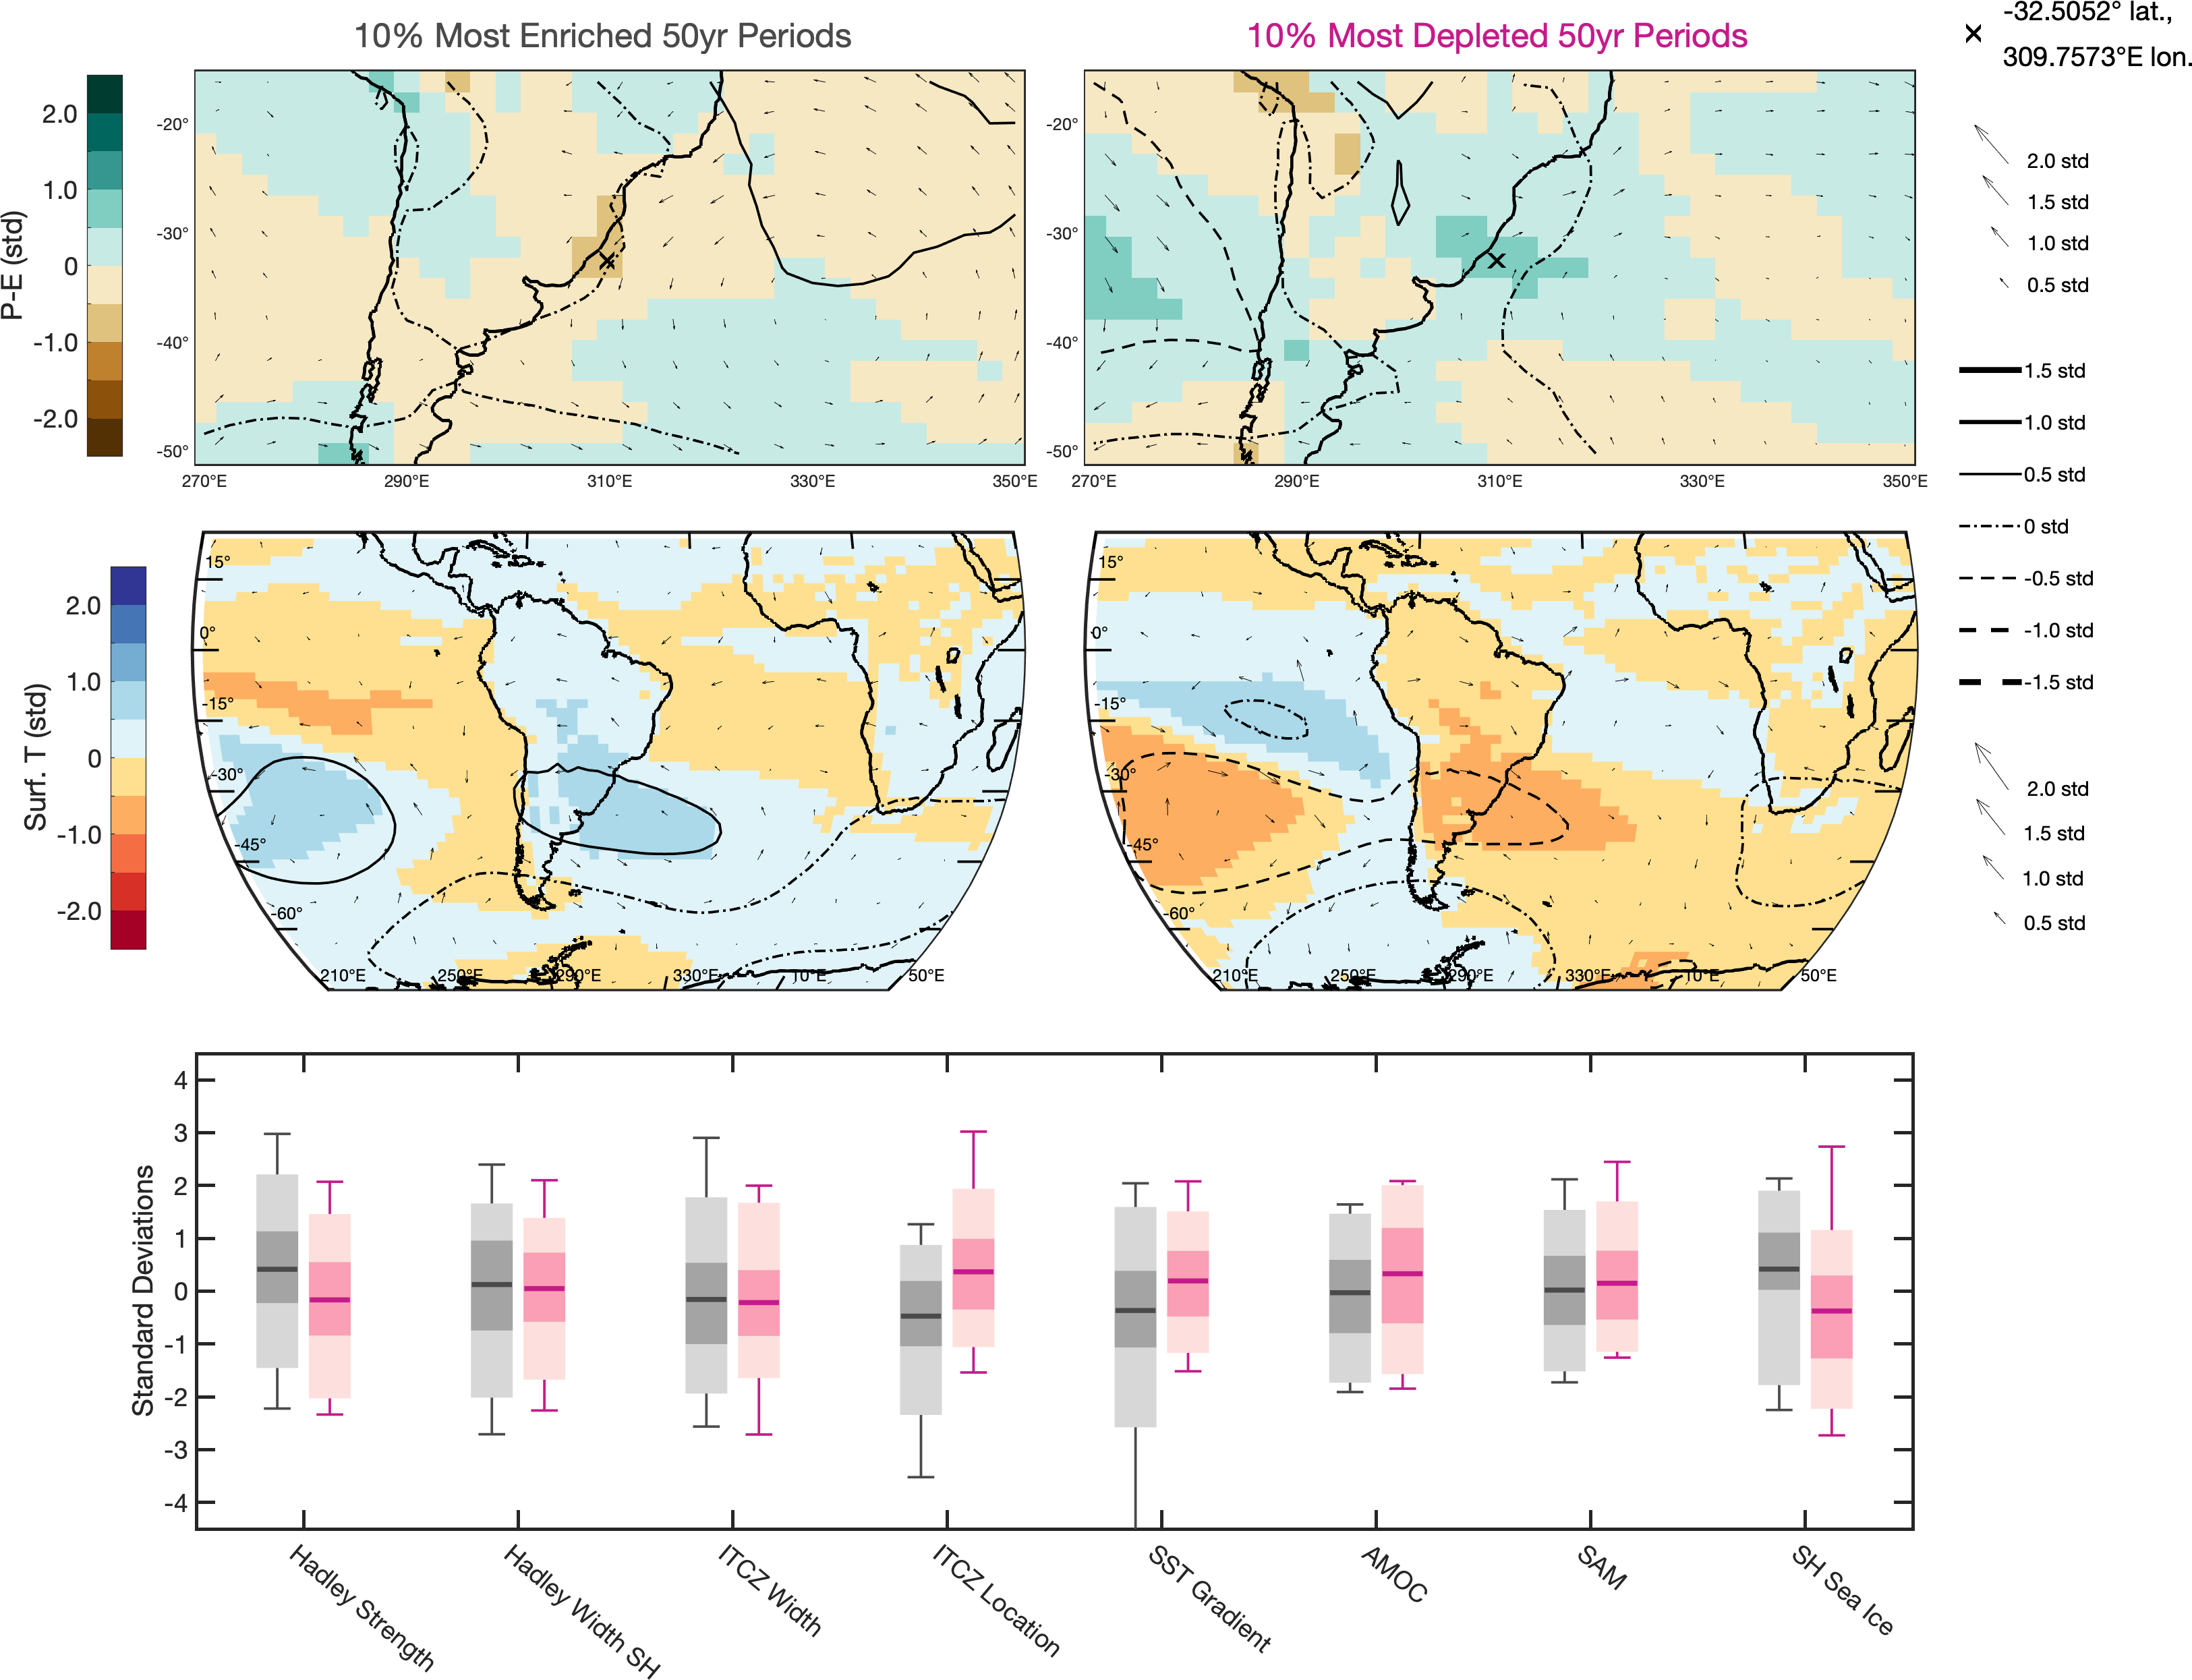 10% Most Enriched 50yr Periods
10% Most Depleted 50yr Periods
-32.5052° lat.,
309.7573°E lon.
P-E (std)
2.0
1.0
0
-1.0
-2.0
-20°
-30°
-40°
-50°
270°E
290°E
310°E
330°E
350°E
-20°
-30°
-40°
-50°
270°E
290°E
310°E
330°E
350°E
2.0 std
1.5 std
1.0 std
0.5 std
1.5 std
1.0 std
0.5 std
0 std
-0.5 std
-1.0 std
-1.5 std
Surf. T (std)
2.0
1.0
0
-1.0
-2.0
15°
0°
-15°
-30°
-45°
-60°
210°E
250°E
290°E
330°E
10°E
50°E
15°
0°
-15°
-30°
-45°
-60°
210°E
250°E
290°E
330°E
10°E
50°E
2.0 std
1.5 std
1.0 std
0.5 std
Standard Deviations
4
3
2
1
0
-1
-2
-3
-4
Hadley Strength
Hadley Width SH
ITCZ Width
ITCZ Location
SST Gradient
AMOC
SAM
SH Sea Ice